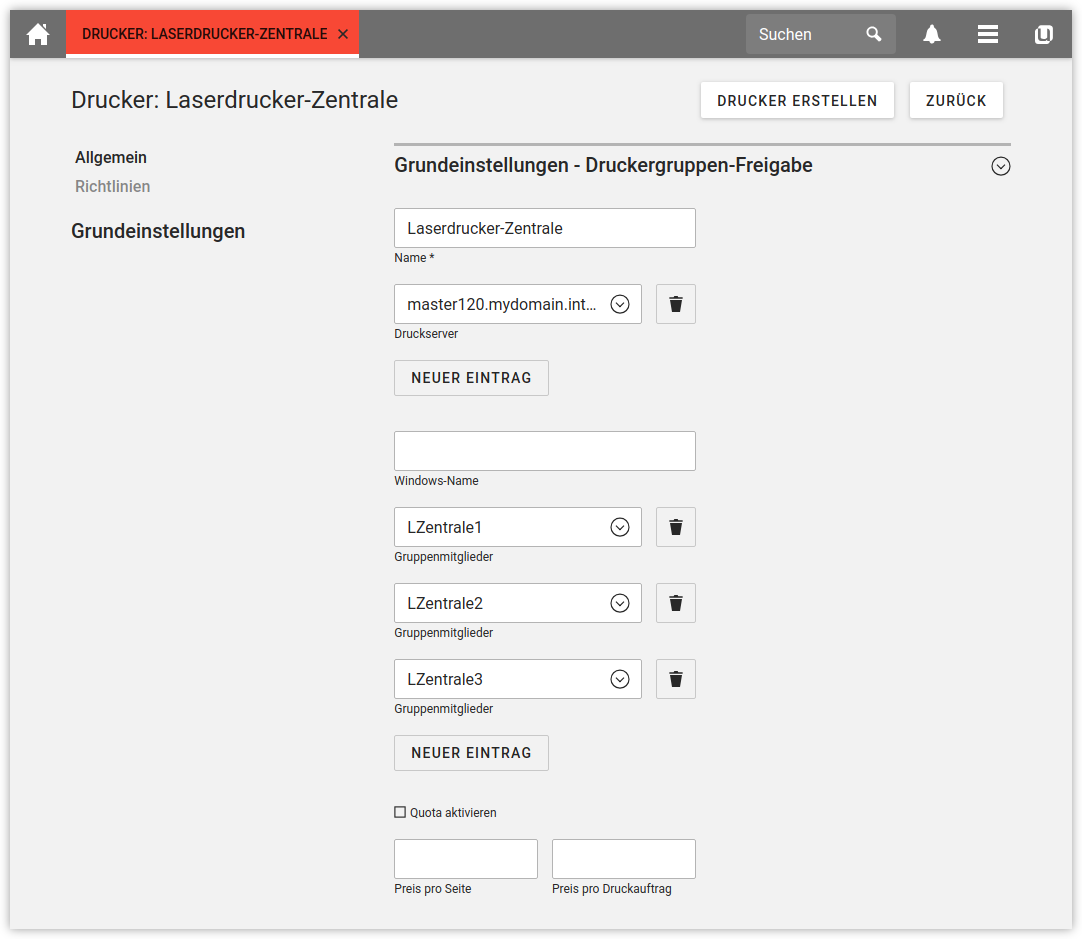 DRUCKER: LASERDRUCKER-ZENTRALE
Suchen
Drucker: Laserdrucker-Zentrale
DRUCKER ERSTELLEN
ZURÜCK
Allgemein
Richtlinien
Grundeinstellungen
Grundeinstellungen - Druckergruppen-Freigabe
Laserdrucker-Zentrale
Name *
master120.mydomain.int...
Druckserver
NEUER EINTRAG
Windows-Name
LZentrale1
Gruppenmitglieder
LZentrale2
Gruppenmitglieder
LZentrale3
Gruppenmitglieder
NEUER EINTRAG
Quota aktivieren
Preis pro Seite
Preis pro Druckauftrag